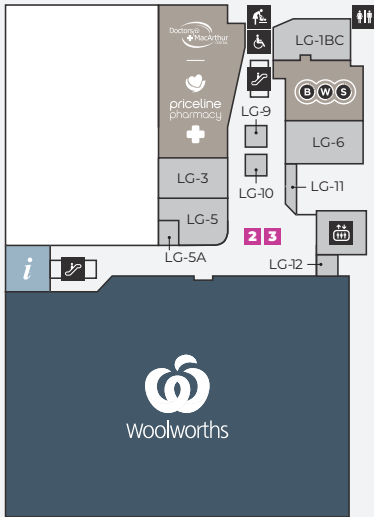 Doctors@
MacArthur
LG-1BC
priceline
pharmacy
B W S
LG-9
LG-6
LG-3
LG-10
LG-11
LG-5
2 3
LG-5A
LG-12
i
Woolworths